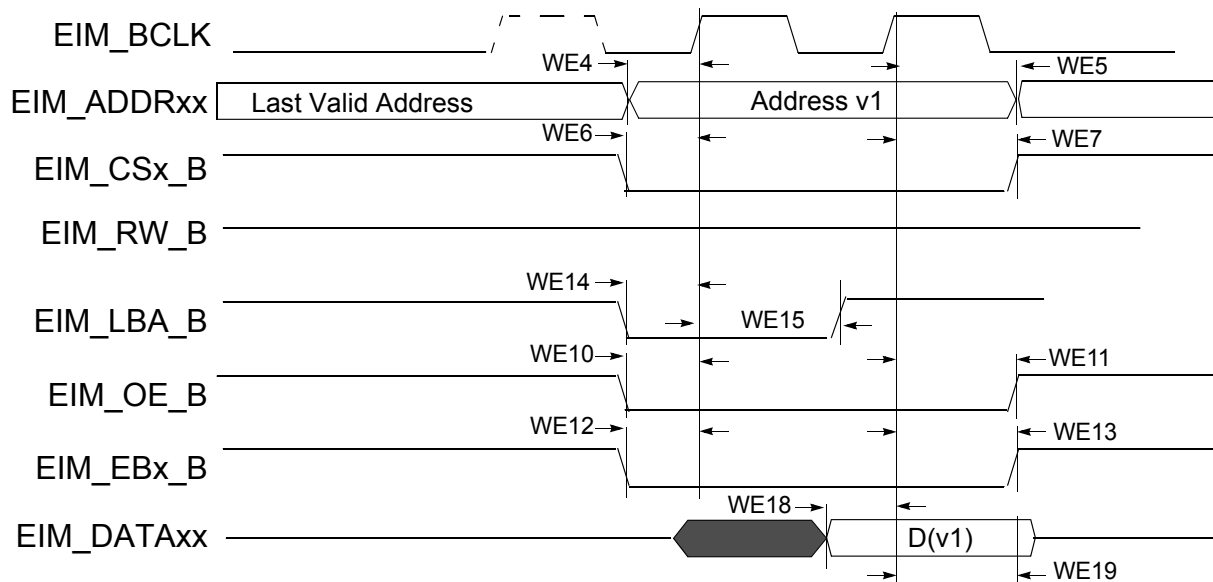 EIM_BCLK
WE4
WE5
EIM_ADDRxx
Last Valid Address
Address v1
WE6
WE7
EIM_CSx_B
EIM_RW_B
WE14
EIM_LBA_B
WE15
WE10
WE11
EIM_OE_B
WE12
WE13
EIM_EBx_B
WE18
EIM_DATAxx
D(v1)
WE19